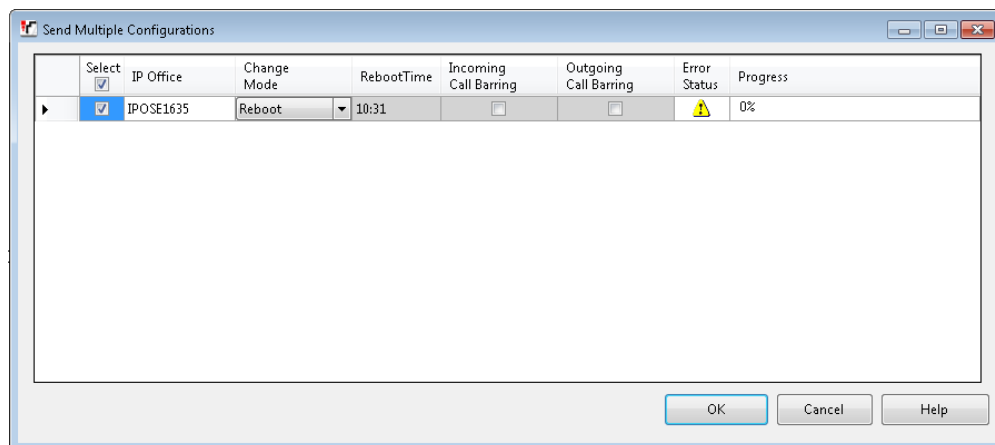 Send Multiple Configurations
Select IP Office Change Mode RebootTime Incoming Call Barring Outgoing Call Barring Error Status Progress
IPOSE1635 Reboot 10:31 0%
OK Cancel Help